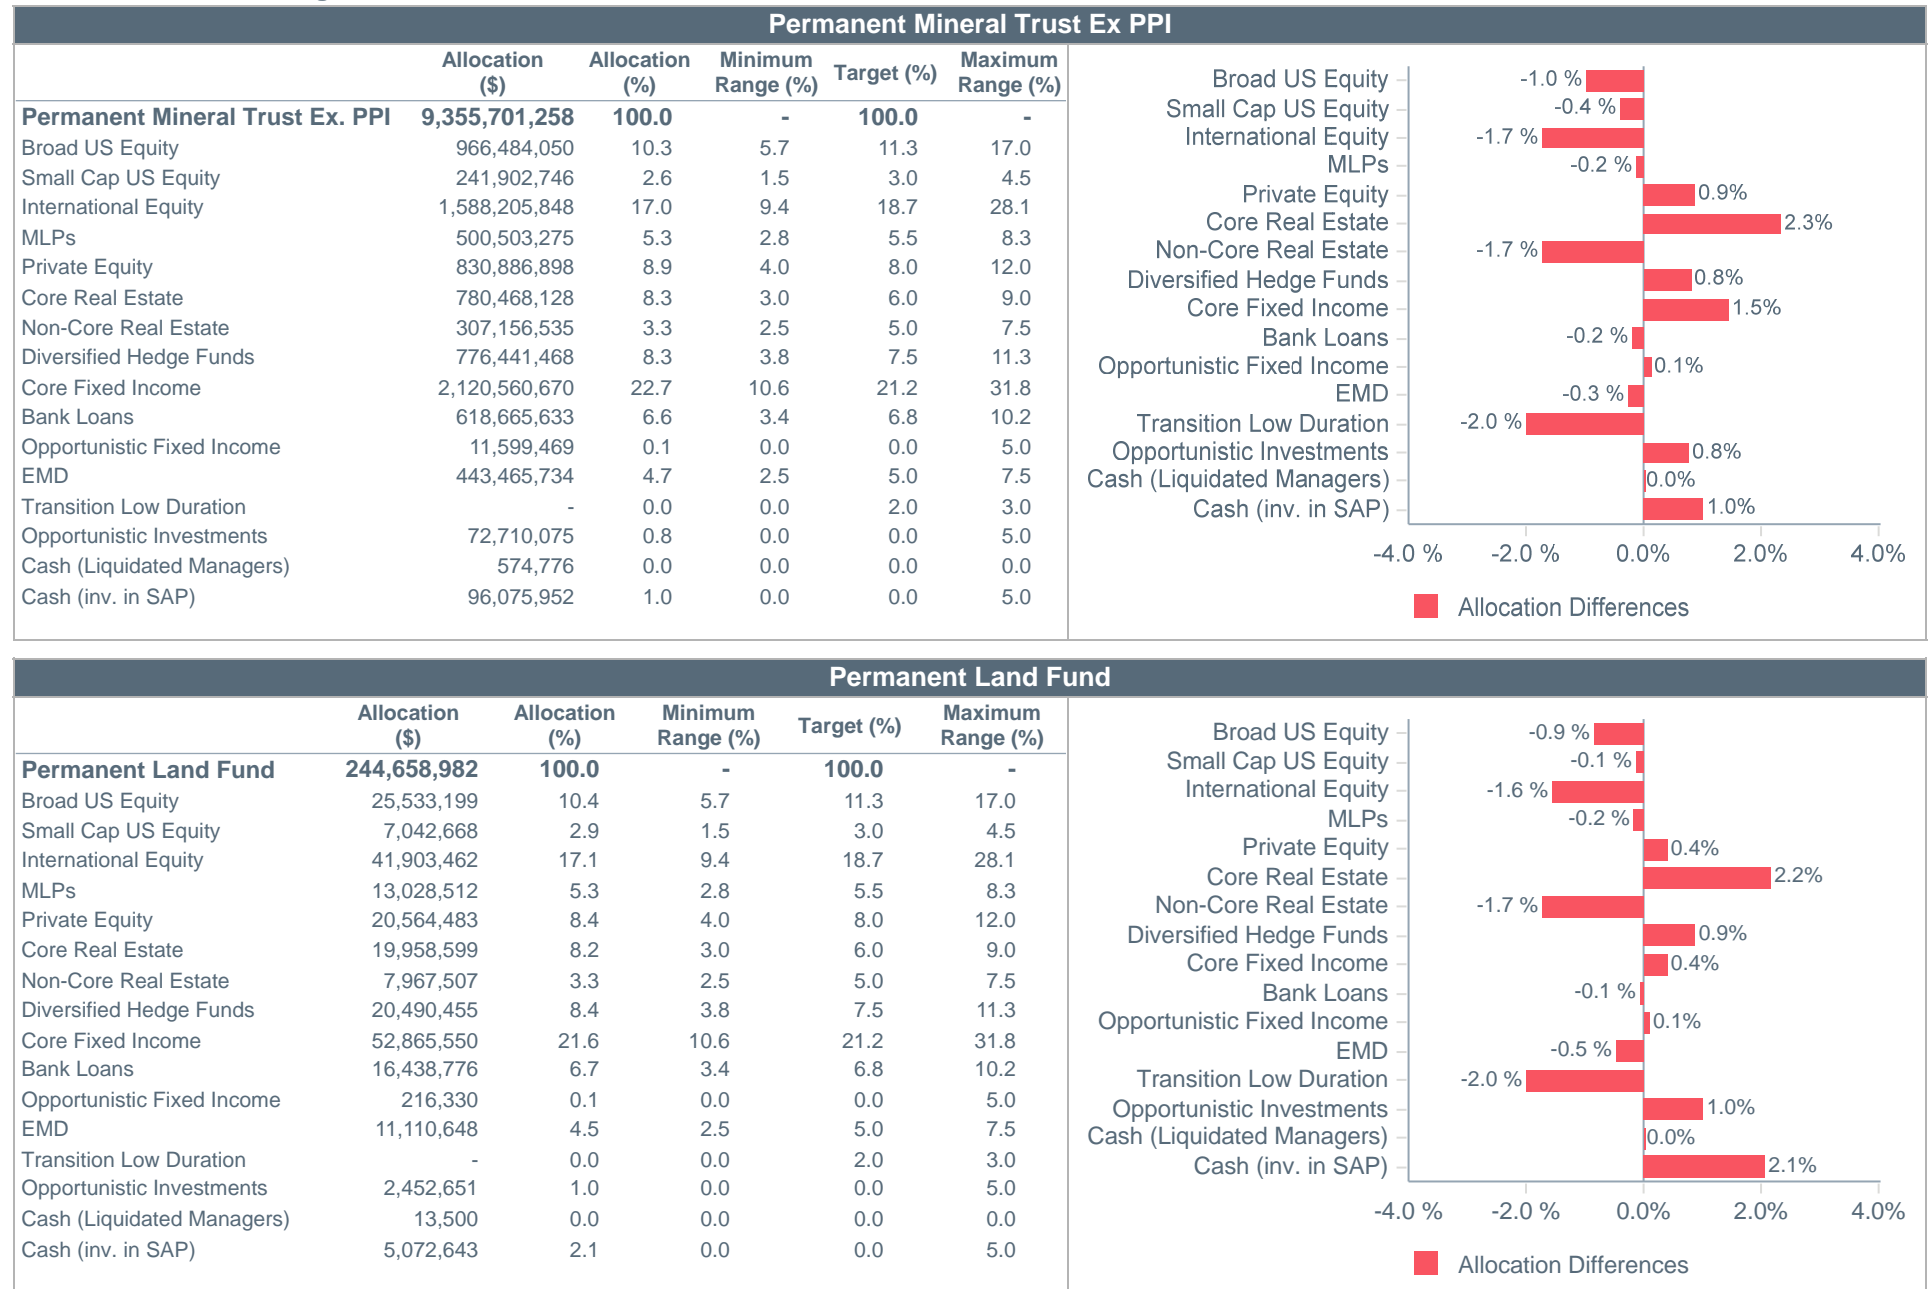 Permanent Mineral Trust Ex PPI
Allocation ($) Allocation (%) Minimum Range (%) Target (%) Maximum Range (%)
Permanent Mineral Trust Ex. PPI 9,355,701,258 100.0 - 100.0 -
Broad US Equity 966,484,050 10.3 5.7 11.3 17.0
Small Cap US Equity 241,902,746 2.6 1.5 3.0 4.5
International Equity 1,588,205,848 17.0 9.4 18.7 28.1
MLPs 500,503,275 5.3 2.8 5.5 8.3
Private Equity 830,886,898 8.9 4.0 8.0 12.0
Core Real Estate 780,468,128 8.3 3.0 6.0 9.0
Non-Core Real Estate 307,156,535 3.3 2.5 5.0 7.5
Diversified Hedge Funds 776,441,468 8.3 3.8 7.5 11.3
Core Fixed Income 2,120,560,670 22.7 10.6 21.2 31.8
Bank Loans 618,665,633 6.6 3.4 6.8 10.2
Opportunistic Fixed Income 11,599,469 0.1 0.0 0.0 5.0
EMD 443,465,734 4.7 2.5 5.0 7.5
Transition Low Duration - 0.0 0.0 2.0 3.0
Opportunistic Investments 72,710,075 0.8 0.0 0.0 5.0
Cash (Liquidated Managers) 574,776 0.0 0.0 0.0 0.0
Cash (inv. in SAP) 96,075,952 1.0 0.0 0.0 5.0
Broad US Equity -1.0 %
Small Cap US Equity -0.4 %
International Equity -1.7 %
MLPs -0.2 %
Private Equity 0.9%
Core Real Estate 2.3%
Non-Core Real Estate -1.7 %
Diversified Hedge Funds 0.8%
Core Fixed Income 1.5%
Bank Loans -0.2 %
Opportunistic Fixed Income 0.1%
EMD -0.3 %
Transition Low Duration -2.0 %
Opportunistic Investments 0.8%
Cash (Liquidated Managers) 0.0%
Cash (inv. in SAP) 1.0%
-4.0 % -2.0 % 0.0% 2.0% 4.0%
Allocation Differences
Permanent Land Fund
Allocation ($) Allocation (%) Minimum Range (%) Target (%) Maximum Range (%)
Permanent Land Fund 244,658,982 100.0 - 100.0 -
Broad US Equity 25,533,199 10.4 5.7 11.3 17.0
Small Cap US Equity 7,042,668 2.9 1.5 3.0 4.5
International Equity 41,903,462 17.1 9.4 18.7 28.1
MLPs 13,028,512 5.3 2.8 5.5 8.3
Private Equity 20,564,483 8.4 4.0 8.0 12.0
Core Real Estate 19,958,599 8.2 3.0 6.0 9.0
Non-Core Real Estate 7,967,507 3.3 2.5 5.0 7.5
Diversified Hedge Funds 20,490,455 8.4 3.8 7.5 11.3
Core Fixed Income 52,865,550 21.6 10.6 21.2 31.8
Bank Loans 16,438,776 6.7 3.4 6.8 10.2
Opportunistic Fixed Income 216,330 0.1 0.0 0.0 5.0
EMD 11,110,648 4.5 2.5 5.0 7.5
Transition Low Duration - 0.0 0.0 2.0 3.0
Opportunistic Investments 2,452,651 1.0 0.0 0.0 5.0
Cash (Liquidated Managers) 13,500 0.0 0.0 0.0 0.0
Cash (inv. in SAP) 5,072,643 2.1 0.0 0.0 5.0
Broad US Equity -0.9 %
Small Cap US Equity -0.1 %
International Equity -1.6 %
MLPs -0.2 %
Private Equity 0.4%
Core Real Estate 2.2%
Non-Core Real Estate -1.7 %
Diversified Hedge Funds 0.9%
Core Fixed Income 0.4%
Bank Loans -0.1 %
Opportunistic Fixed Income 0.1%
EMD -0.5 %
Transition Low Duration -2.0 %
Opportunistic Investments 1.0%
Cash (Liquidated Managers) 0.0%
Cash (inv. in SAP) 2.1%
-4.0 % -2.0 % 0.0% 2.0% 4.0%
Allocation Differences